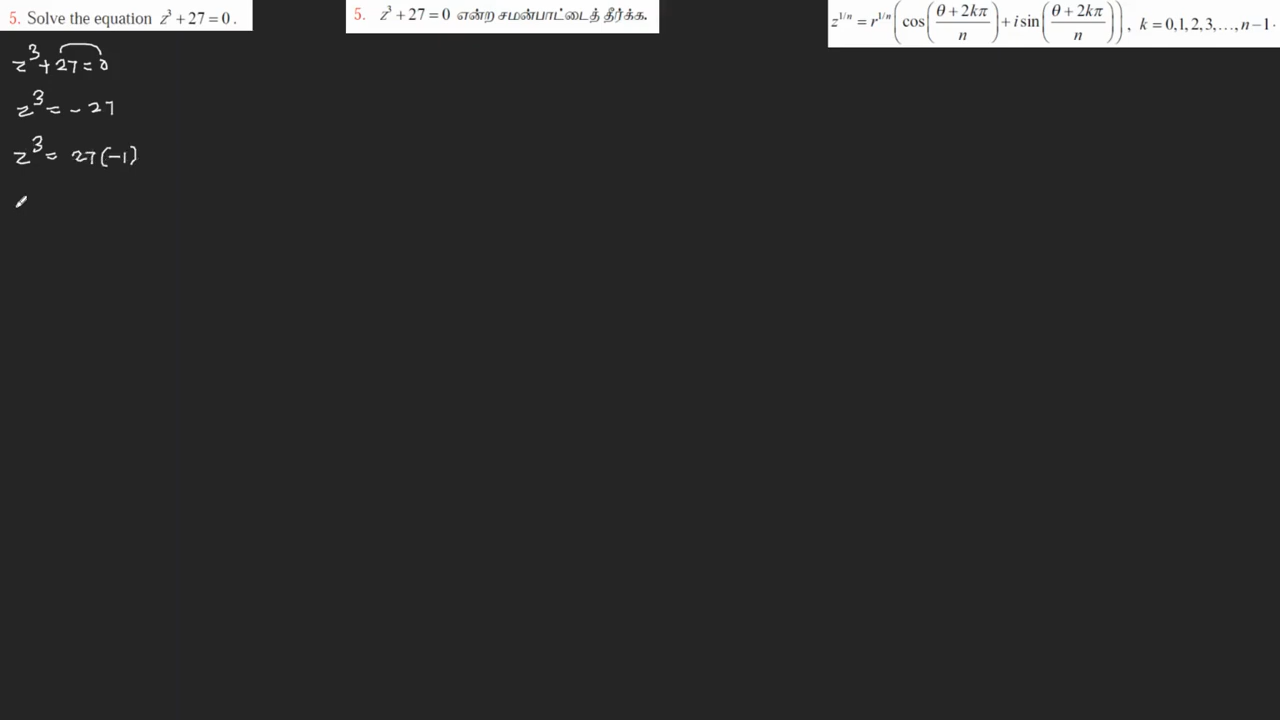 5. Solve the equation z³ + 27 = 0 .
5. z³ + 27 = 0 என்ற சமன்பாட்டைத் தீர்க்க.
z^{1/n} = r^{1/n} ( cos( (θ + 2kπ)/n ) + i sin( (θ + 2kπ)/n ) ) , k = 0,1,2,3,…,n−1 .
z³ + 27 = 0
z³ = - 27
z³ = 27(-1)